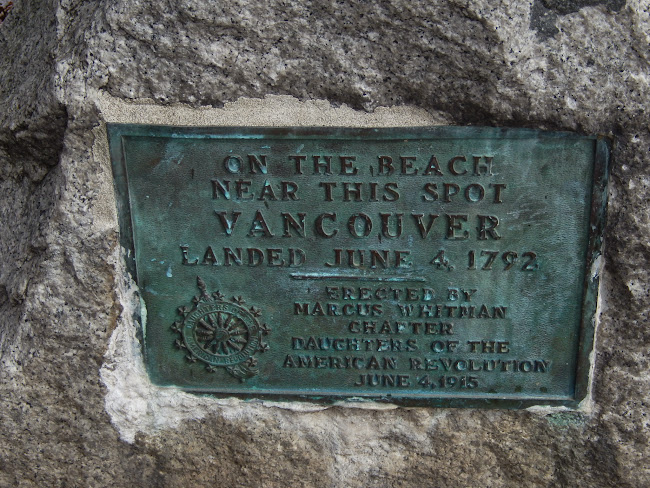 ON THE BEACH
NEAR THIS SPOT
VANCOUVER
LANDED JUNE 4, 1792
ERECTED BY
MARCUS WHITMAN
CHAPTER
DAUGHTERS OF THE
AMERICAN REVOLUTION
JUNE 4, 1915